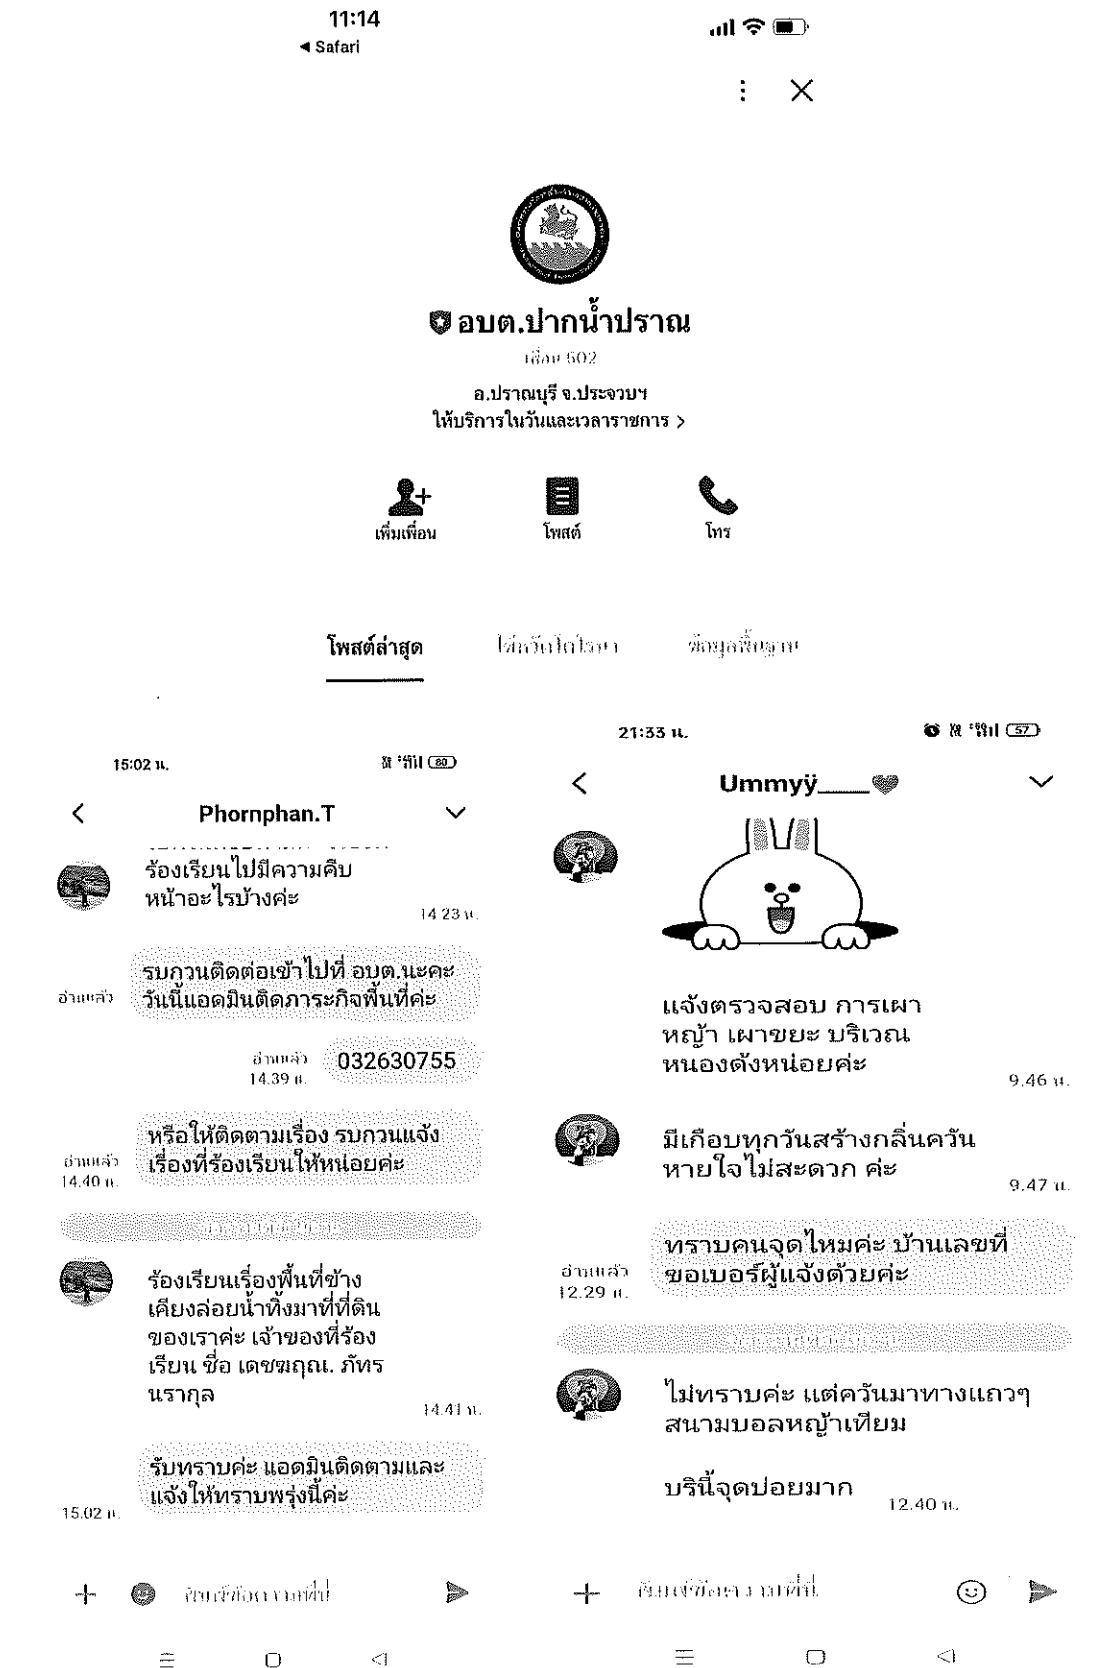 11:14
◀ Safari
อบต.ปากน้ำปราณ
เพื่อน 502
อ.ปราณบุรี จ.ประจวบฯ
ให้บริการในวันและเวลาราชการ >
เพิ่มเพื่อน
โพสต์
โทร
โพสต์ล่าสุด
ข้อมูลพื้นฐาน
15:02 น.
80
Phornphan.T
ร้องเรียนไปมีความคืบ
หน้าอะไรบ้างค่ะ
14.23 น.
รบกวนติดต่อเข้าไปที่ อบต.นะคะ
วันนี้แอดมินติดภาระกิจพื้นที่ค่ะ
อ่านแล้ว
032630755
อ่านแล้ว
14.39 น.
หรือให้ติดตามเรื่อง รบกวนแจ้ง
เรื่องที่ร้องเรียนให้หน่อยค่ะ
อ่านแล้ว
14.40 น.
ร้องเรียนเรื่องพื้นที่ข้าง
เคียงล่อยน้ำทิ้งมาที่ที่ดิน
ของเราค่ะ เจ้าของที่ร้อง
เรียน ชื่อ เดชฆฤณ. ภัทร
นรากุล
14.41 น.
รับทราบค่ะ แอดมินติดตามและ
แจ้งให้ทราบพรุ่งนี้ค่ะ
15.02 น.
21:33 น.
57
Ummyÿ____
แจ้งตรวจสอบ การเผา
หญ้า เผาขยะ บริเวณ
หนองดังหน่อยค่ะ
9.46 น.
มีเกือบทุกวันสร้างกลิ่นควัน
หายใจไม่สะดวก ค่ะ
9.47 น.
ทราบคนจุดไหมค่ะ บ้านเลขที่
ขอเบอร์ผู้แจ้งด้วยค่ะ
อ่านแล้ว
12.29 น.
ไม่ทราบค่ะ แต่ควันมาทางแถวๆ
สนามบอลหญ้าเทียม
บรินี้จุดบ่อยมาก
12.40 น.